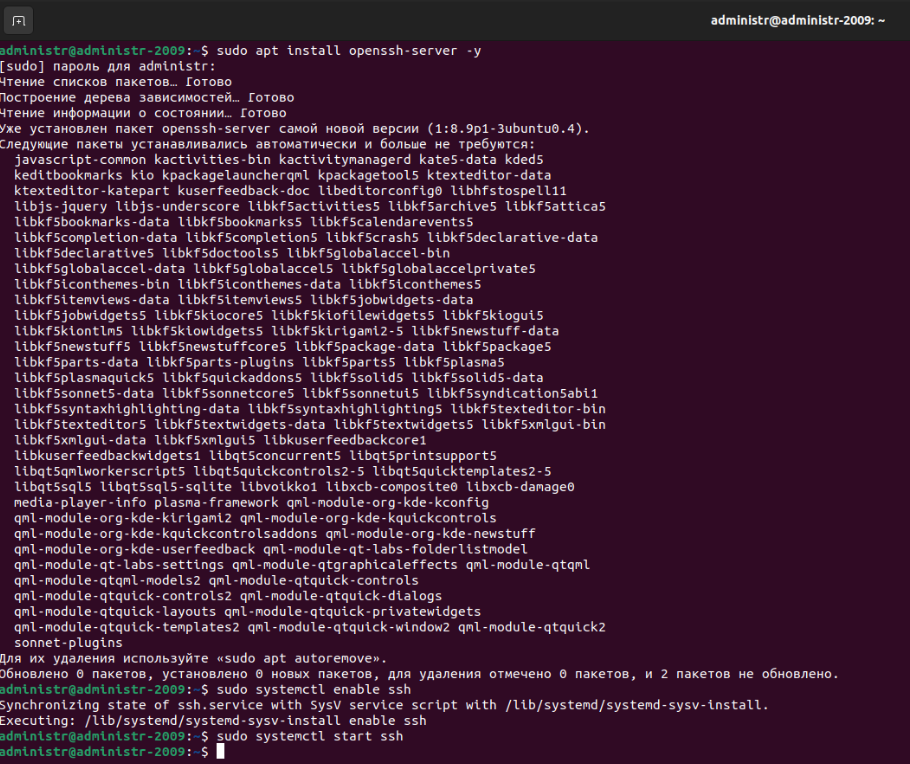 administr@administr-2009: ~
administr@administr-2009:~$ sudo apt install openssh-server -y
[sudo] пароль для administr:
Чтение списков пакетов… Готово
Построение дерева зависимостей… Готово
Чтение информации о состоянии… Готово
Уже установлен пакет openssh-server самой новой версии (1:8.9p1-3ubuntu0.4).
Следующие пакеты устанавливались автоматически и больше не требуются:
  javascript-common kactivities-bin kactivitymanagerd kate5-data kded5
  keditbookmarks kio kpackagelauncherqml kpackagetool5 ktexteditor-data
  ktexteditor-katepart kuserfeedback-doc libeditorconfig0 libhfstospell11
  libjs-jquery libjs-underscore libkf5activities5 libkf5archive5 libkf5attica5
  libkf5bookmarks-data libkf5bookmarks5 libkf5calendarevents5
  libkf5completion-data libkf5completion5 libkf5crash5 libkf5declarative-data
  libkf5declarative5 libkf5doctools5 libkf5globalaccel-bin
  libkf5globalaccel-data libkf5globalaccel5 libkf5globalaccelprivate5
  libkf5iconthemes-bin libkf5iconthemes-data libkf5iconthemes5
  libkf5itemviews-data libkf5itemviews5 libkf5jobwidgets-data
  libkf5jobwidgets5 libkf5kiocore5 libkf5kiofilewidgets5 libkf5kiogui5
  libkf5kiontlm5 libkf5kiowidgets5 libkf5kirigami2-5 libkf5newstuff-data
  libkf5newstuff5 libkf5newstuffcore5 libkf5package-data libkf5package5
  libkf5parts-data libkf5parts-plugins libkf5parts5 libkf5plasma5
  libkf5plasmaquick5 libkf5quickaddons5 libkf5solid5 libkf5solid5-data
  libkf5sonnet5-data libkf5sonnetcore5 libkf5sonnetui5 libkf5syndication5abi1
  libkf5syntaxhighlighting-data libkf5syntaxhighlighting5 libkf5texteditor-bin
  libkf5texteditor5 libkf5textwidgets-data libkf5textwidgets5 libkf5xmlgui-bin
  libkf5xmlgui-data libkf5xmlgui5 libkuserfeedbackcore1
  libkuserfeedbackwidgets1 libqt5concurrent5 libqt5printsupport5
  libqt5qmlworkerscript5 libqt5quickcontrols2-5 libqt5quicktemplates2-5
  libqt5sql5 libqt5sql5-sqlite libvoikko1 libxcb-composite0 libxcb-damage0
  media-player-info plasma-framework qml-module-org-kde-kconfig
  qml-module-org-kde-kirigami2 qml-module-org-kde-kquickcontrols
  qml-module-org-kde-kquickcontrolsaddons qml-module-org-kde-newstuff
  qml-module-org-kde-userfeedback qml-module-qt-labs-folderlistmodel
  qml-module-qt-labs-settings qml-module-qtgraphicaleffects qml-module-qtqml
  qml-module-qtqml-models2 qml-module-qtquick-controls
  qml-module-qtquick-controls2 qml-module-qtquick-dialogs
  qml-module-qtquick-layouts qml-module-qtquick-privatewidgets
  qml-module-qtquick-templates2 qml-module-qtquick-window2 qml-module-qtquick2
  sonnet-plugins
Для их удаления используйте «sudo apt autoremove».
Обновлено 0 пакетов, установлено 0 новых пакетов, для удаления отмечено 0 пакетов, и 2 пакетов не обновлено.
administr@administr-2009:~$ sudo systemctl enable ssh
Synchronizing state of ssh.service with SysV service script with /lib/systemd/systemd-sysv-install.
Executing: /lib/systemd/systemd-sysv-install enable ssh
administr@administr-2009:~$ sudo systemctl start ssh
administr@administr-2009:~$